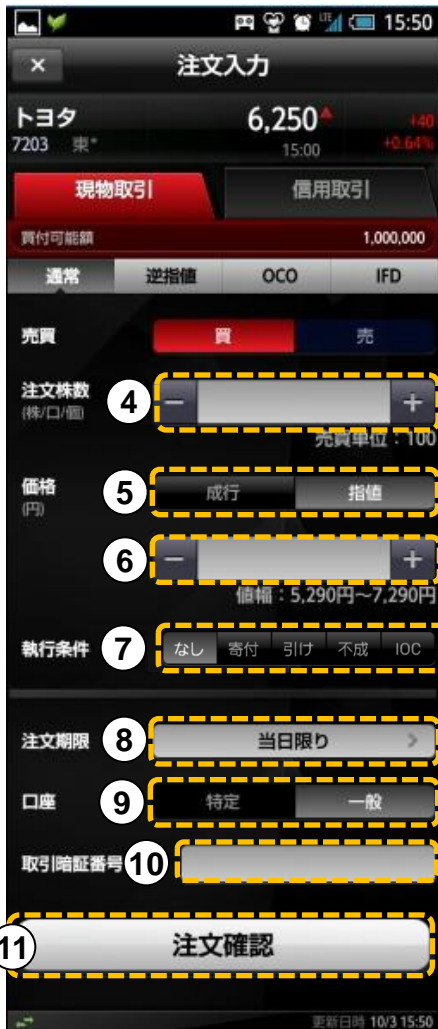 LTE 15:50
× 注文入力
トヨタ 6,250▲ +40
7203 東* 15:00 +0.64%
現物取引 信用取引
買付可能額 1,000,000
通常 逆指値 OCO IFD
売買 買 売
注文株数 ④ − +
(株/口/個)
売買単位：100
価格 ⑤ 成行 指値
(円)
⑥ − +
値幅：5,290円～7,290円
執行条件 ⑦ なし 寄付 引け 不成 IOC
注文期限 ⑧ 当日限り >
口座 ⑨ 特定 一般
取引暗証番号 ⑩
⑪ 注文確認
更新日時 10/3 15:50